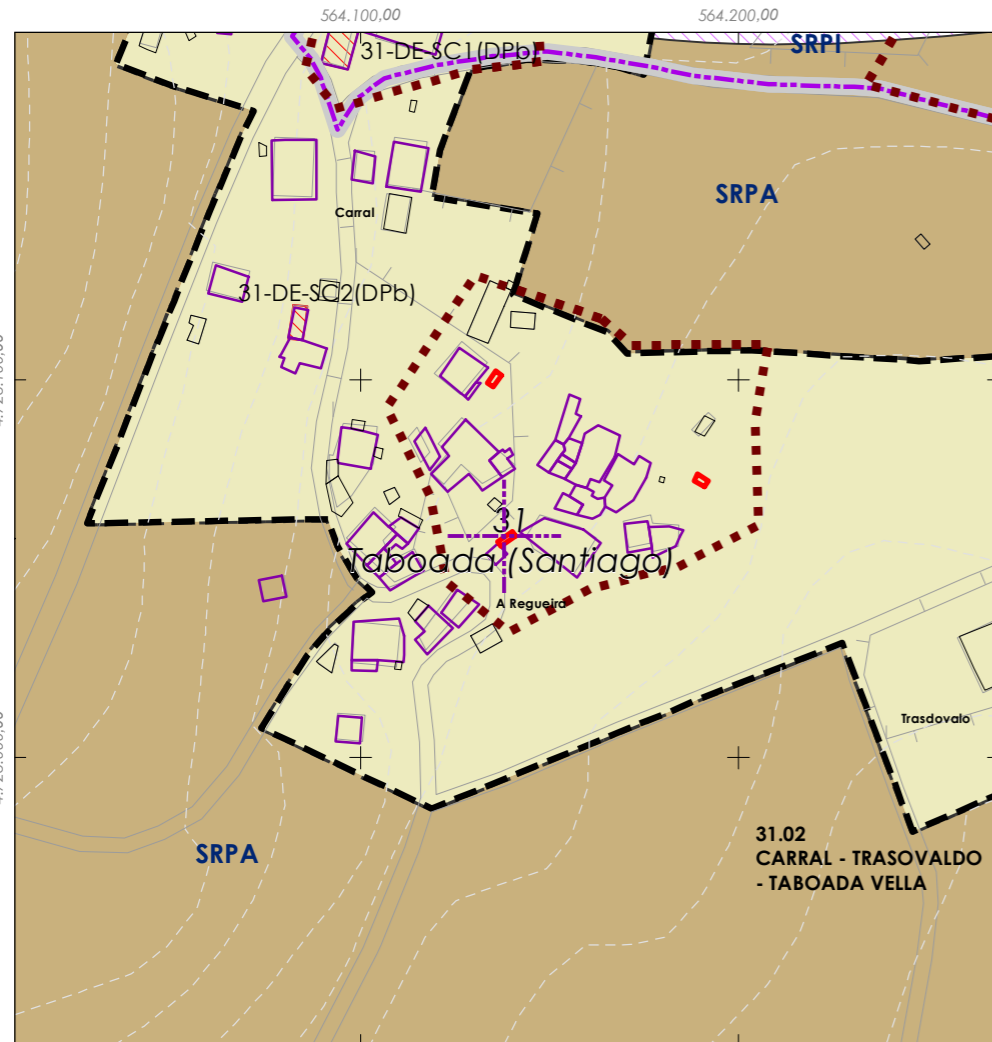 564.100,00
564.200,00
SRPI
31-DE-SC1(DPb)
SRPA
Carral
31-DE-SC2(DPb)
31
Taboada (Santiago)
A Regueira
Trasdovalo
31.02
CARRAL - TRASOVALDO
- TABOADA VELLA
SRPA